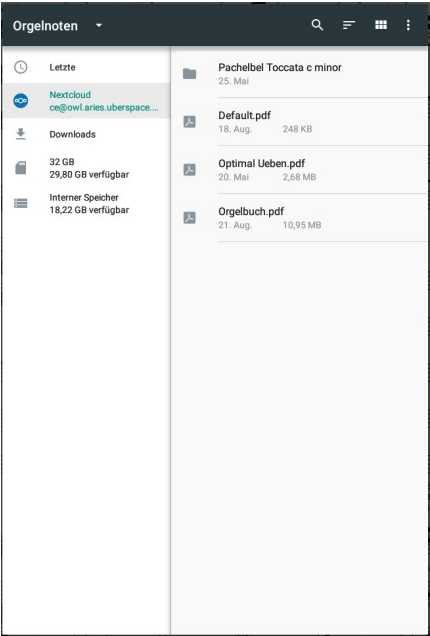 Orgelnoten
Letzte
Nextcloud
ce@owl.aries.uberspace....
Downloads
32 GB
29,80 GB verfügbar
Interner Speicher
18,22 GB verfügbar
Pachelbel Toccata c minor
25. Mai
Default.pdf
18. Aug. 248 KB
Optimal Ueben.pdf
20. Mai 2,68 MB
Orgelbuch.pdf
21. Aug. 10,95 MB